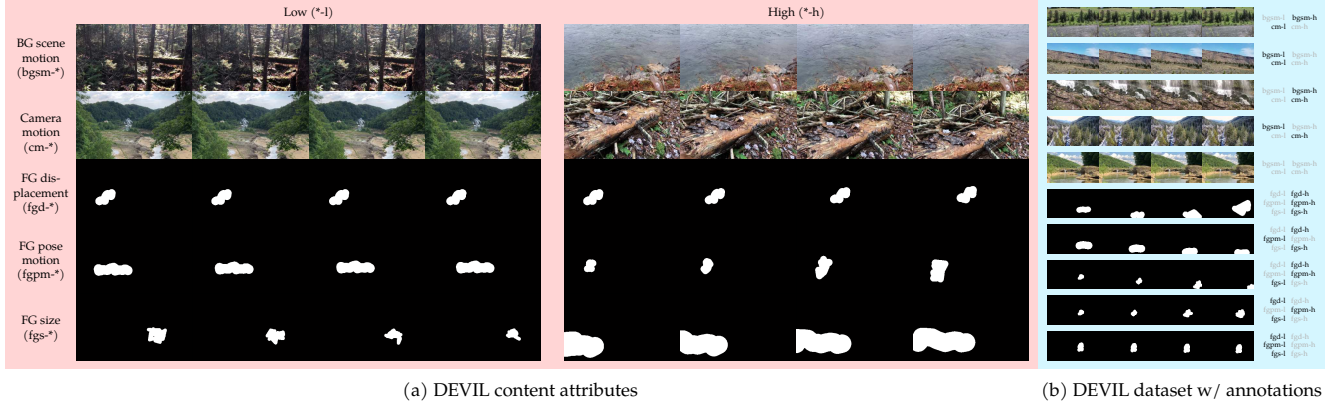 Low (*-l)
High (*-h)
BG scene
motion
(bgsm-*)
Camera
motion
(cm-*)
FG dis-
placement
(fgd-*)
FG pose
motion
(fgpm-*)
FG size
(fgs-*)
bgsm-l bgsm-h
cm-l cm-h
bgsm-l bgsm-h
cm-l cm-h
bgsm-l bgsm-h
cm-l cm-h
bgsm-l bgsm-h
cm-l cm-h
bgsm-l bgsm-h
cm-l cm-h
fgd-l fgd-h
fgpm-l fgpm-h
fgs-l fgs-h
fgd-l fgd-h
fgpm-l fgpm-h
fgs-l fgs-h
fgd-l fgd-h
fgpm-l fgpm-h
fgs-l fgs-h
fgd-l fgd-h
fgpm-l fgpm-h
fgs-l fgs-h
fgd-l fgd-h
fgpm-l fgpm-h
fgs-l fgs-h
(a) DEVIL content attributes
(b) DEVIL dataset w/ annotations